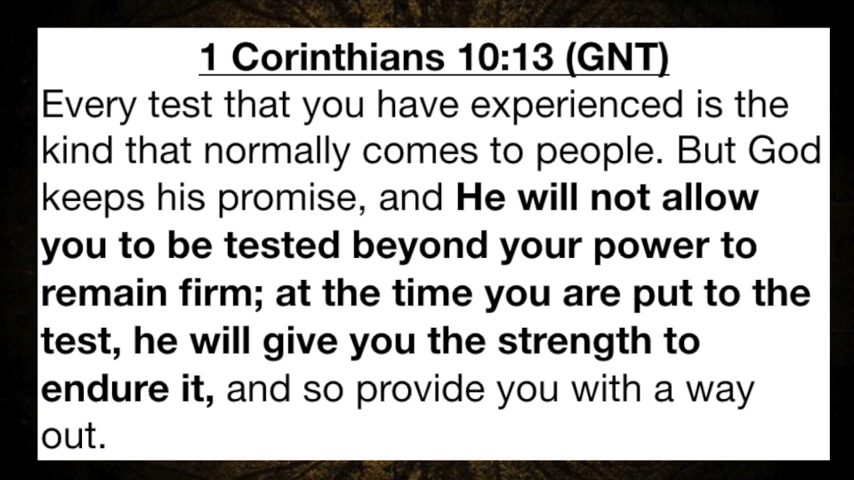 1 Corinthians 10:13 (GNT)
Every test that you have experienced is the
kind that normally comes to people. But God
keeps his promise, and He will not allow
you to be tested beyond your power to
remain firm; at the time you are put to the
test, he will give you the strength to
endure it, and so provide you with a way
out.